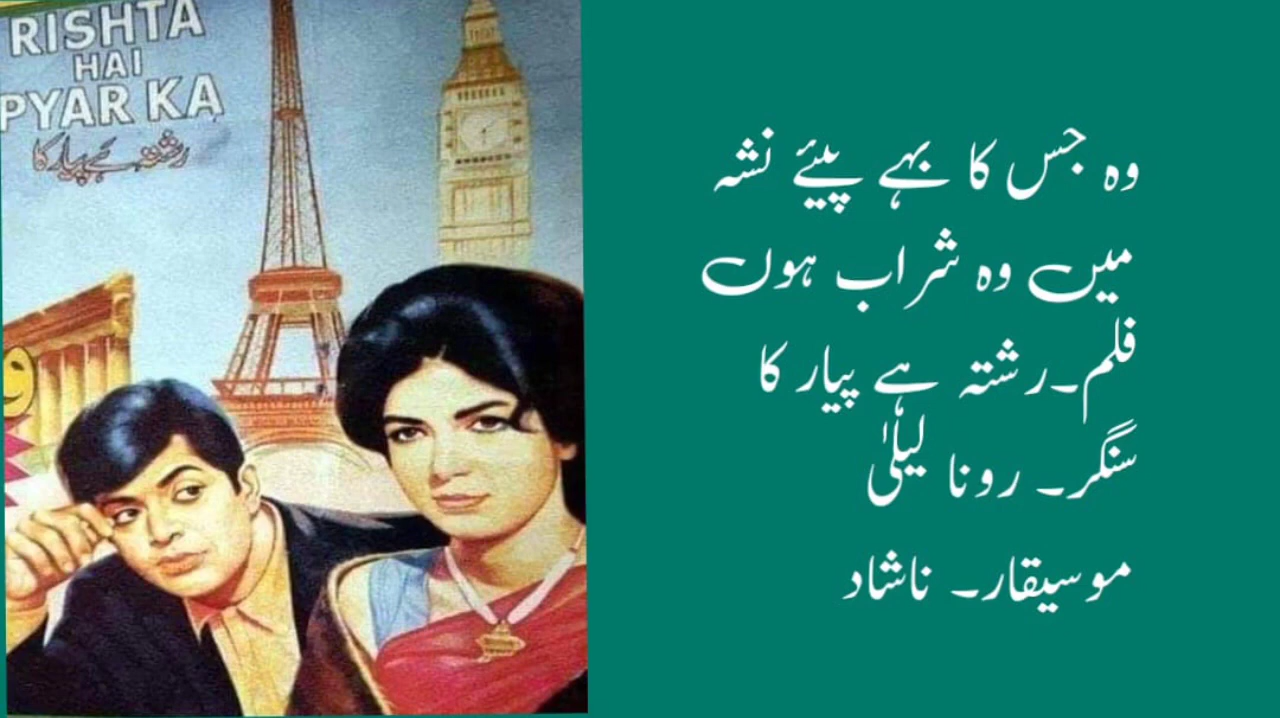 RISHTA
HAI
PYAR KA
رشتہ ہے پیار کا
و
وہ جس کا بہے پیئے نشہ
میں وہ شراب ہوں
فلم۔رشتہ ہے پیار کا
سنگر۔ رونا لیلیٰ
موسیقار۔ ناشاد